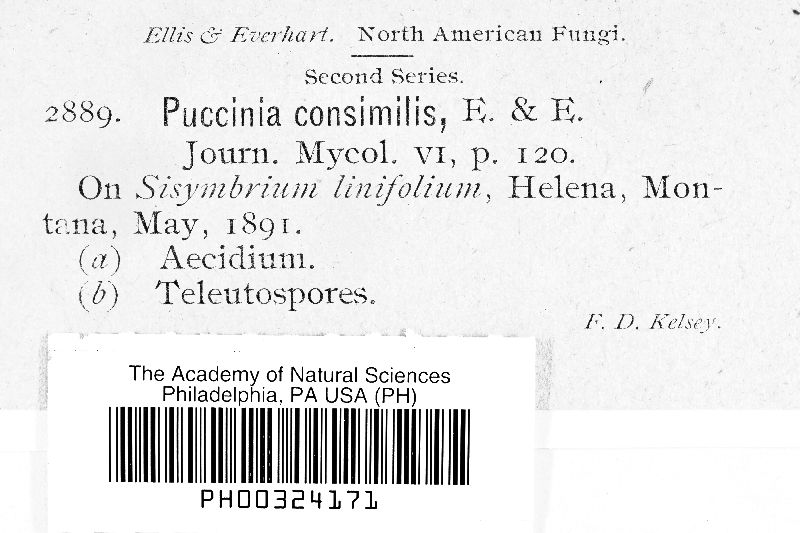 Ellis & Everhart. North American Fungi.
Second Series.
2889. Puccinia consimilis, E. & E.
Journ. Mycol. VI, p. 120.
On Sisymbrium linifolium, Helena, Mon-
tana, May, 1891.
(a) Aecidium.
(b) Teleutospores.
F. D. Kelsey.
The Academy of Natural Sciences
Philadelphia, PA USA (PH)
PH00324171